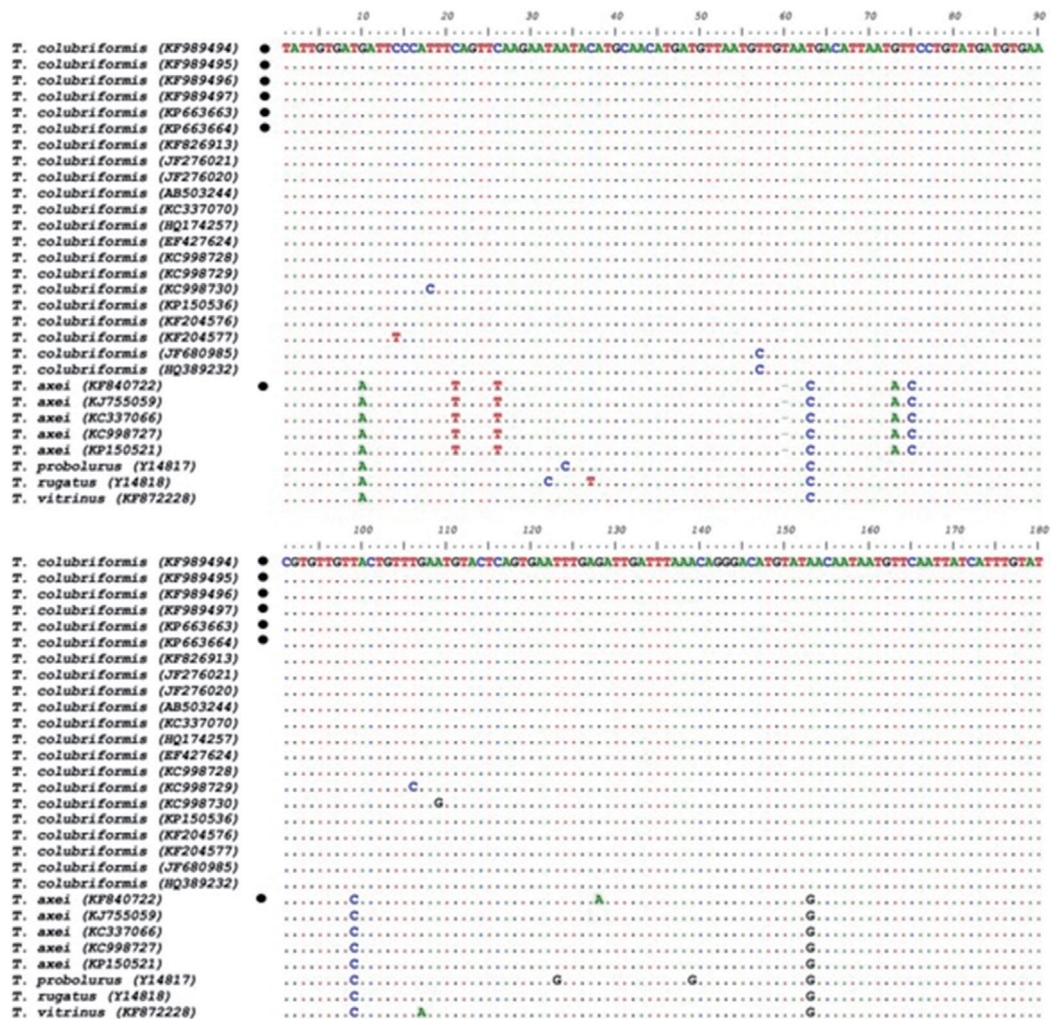 10 20 30 40 50 60 70 80 90
T. colubriformis (KF989494) ● TATTGTGATGATTCCCATTTCAGTTCAAGAATAATACATGCAACATGATGTTAATGTTGTAATGACATTAATGTTCCTGTATGATGTGAA
T. colubriformis (KF989495) ●
T. colubriformis (KF989496) ●
T. colubriformis (KF989497) ●
T. colubriformis (KP663663) ●
T. colubriformis (KP663664) ●
T. colubriformis (KF826913)
T. colubriformis (JF276021)
T. colubriformis (JF276020)
T. colubriformis (AB503244)
T. colubriformis (KC337070)
T. colubriformis (HQ174257)
T. colubriformis (EF427624)
T. colubriformis (KC998728)
T. colubriformis (KC998729)
T. colubriformis (KC998730) C
T. colubriformis (KP150536)
T. colubriformis (KF204576)
T. colubriformis (KF204577) T
T. colubriformis (JF680985) C
T. colubriformis (HQ389232) C
T. axei (KF840722) ● A T T - C A C
T. axei (KJ755059) A T T - C A C
T. axei (KC337066) A T T - C A C
T. axei (KC998727) A T T - C A C
T. axei (KP150521) A T T - C A C
T. probolurus (Y14817) A C C
T. rugatus (Y14818) A C T C
T. vitrinus (KF872228) A C
100 110 120 130 140 150 160 170 180
T. colubriformis (KF989494) ● CGTGTTGTTACTGTTTGAATGTACTCAGTGAATTTGAGATTGATTTAAACAGGGACATGTATAACAATAATGTTCAATTATCATTTGTAT
T. colubriformis (KF989495) ●
T. colubriformis (KF989496) ●
T. colubriformis (KF989497) ●
T. colubriformis (KP663663) ●
T. colubriformis (KP663664) ●
T. colubriformis (KF826913)
T. colubriformis (JF276021)
T. colubriformis (JF276020)
T. colubriformis (AB503244)
T. colubriformis (KC337070)
T. colubriformis (HQ174257)
T. colubriformis (EF427624)
T. colubriformis (KC998728)
T. colubriformis (KC998729) C
T. colubriformis (KC998730) G
T. colubriformis (KP150536)
T. colubriformis (KF204576)
T. colubriformis (KF204577)
T. colubriformis (JF680985)
T. colubriformis (HQ389232)
T. axei (KF840722) ● C A G
T. axei (KJ755059) C G
T. axei (KC337066) C G
T. axei (KC998727) C G
T. axei (KP150521) C G
T. probolurus (Y14817) C G G G
T. rugatus (Y14818) C G
T. vitrinus (KF872228) C A G